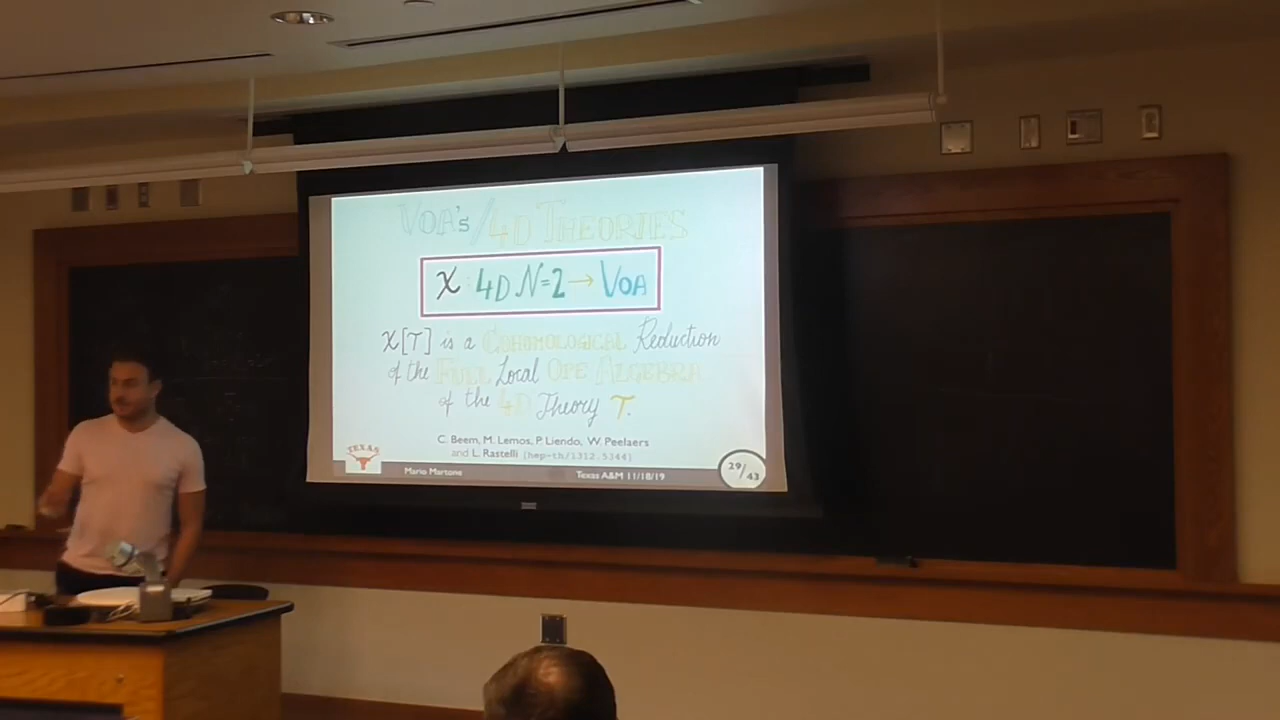 VOA's / 4D THEORIES
χ : 4D N=2 → VOA
χ[T] is a COHOMOLOGICAL Reduction
of the FULL Local OPE ALGEBRA
of the 4D Theory T.
C. Beem, M. Lemos, P. Liendo, W. Peelaers
and L. Rastelli [hep-th/1312.5344]
TEXAS
Mario Martone
Texas A&M 11/18/19
29/43